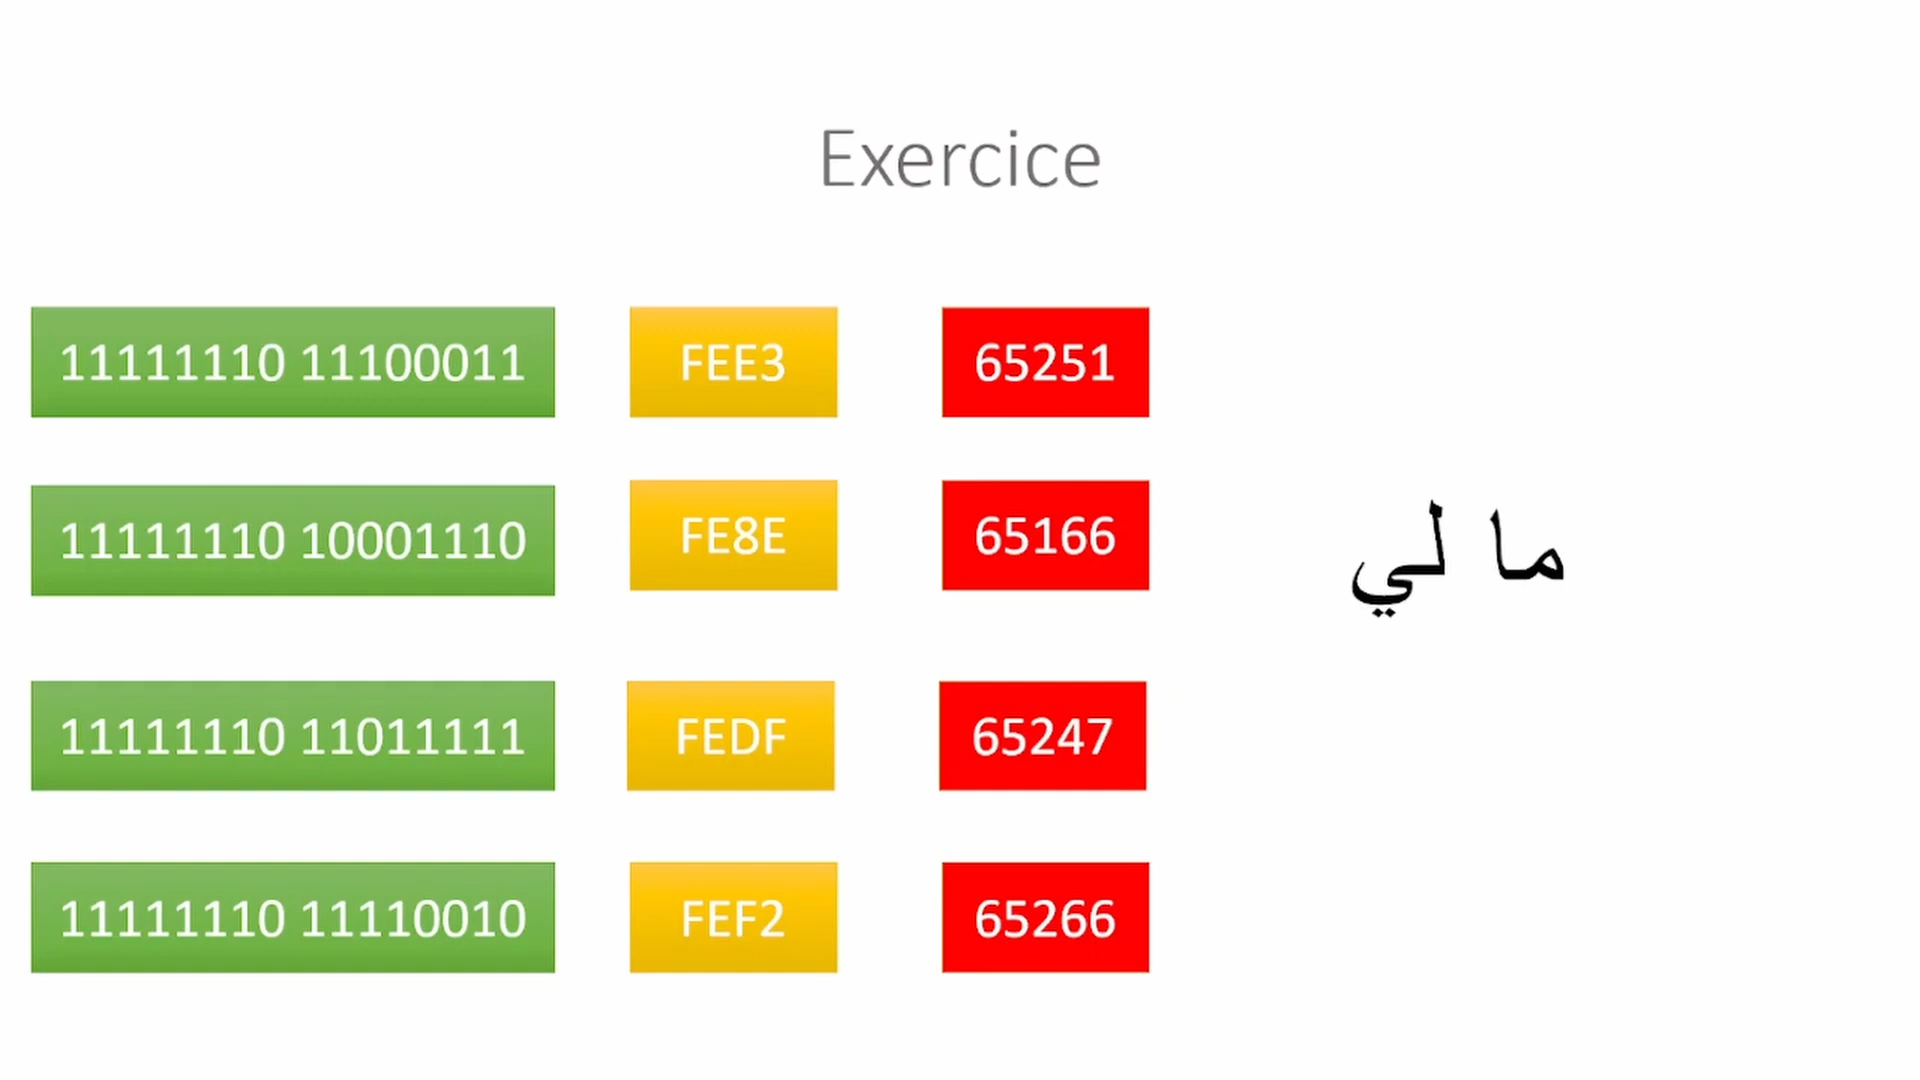 Exercice
11111110 11100011 FEE3 65251
11111110 10001110 FE8E 65166
ما لي
11111110 11011111 FEDF 65247
11111110 11110010 FEF2 65266